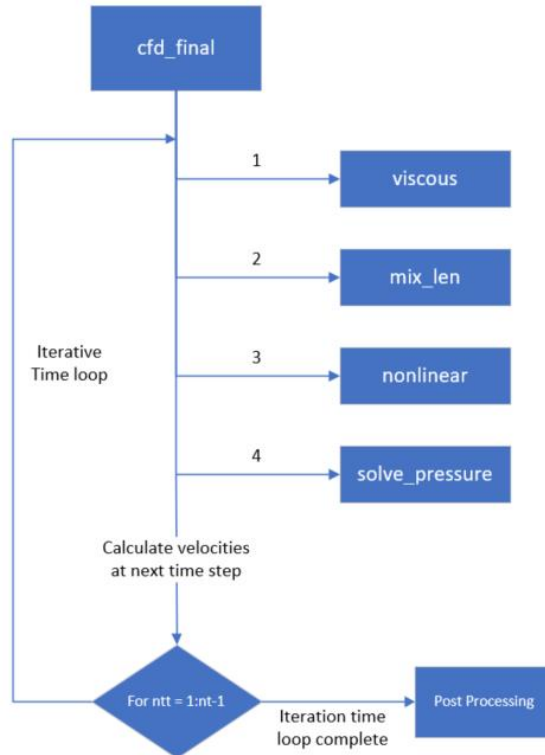 cfd_final
1
viscous
2
mix_len
Iterative
Time loop
3
nonlinear
4
solve_pressure
Calculate velocities
at next time step
For ntt = 1:nt-1
Iteration time
loop complete
Post Processing